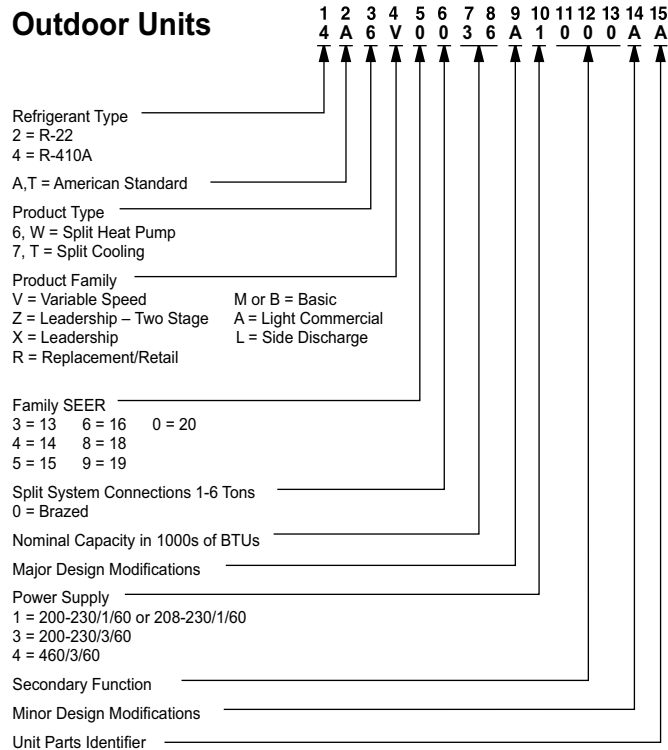 Outdoor Units
1 2 3 4 5 6 7 8 9 10 11 12 13 14 15
4 A 6 V 0 0 3 6 A 1 0 0 0 A A
Refrigerant Type
2 = R-22
4 = R-410A
A,T = American Standard
Product Type
6, W = Split Heat Pump
7, T = Split Cooling
Product Family
V = Variable Speed M or B = Basic
Z = Leadership – Two Stage A = Light Commercial
X = Leadership L = Side Discharge
R = Replacement/Retail
Family SEER
3 = 13 6 = 16 0 = 20
4 = 14 8 = 18
5 = 15 9 = 19
Split System Connections 1-6 Tons
0 = Brazed
Nominal Capacity in 1000s of BTUs
Major Design Modifications
Power Supply
1 = 200-230/1/60 or 208-230/1/60
3 = 200-230/3/60
4 = 460/3/60
Secondary Function
Minor Design Modifications
Unit Parts Identifier